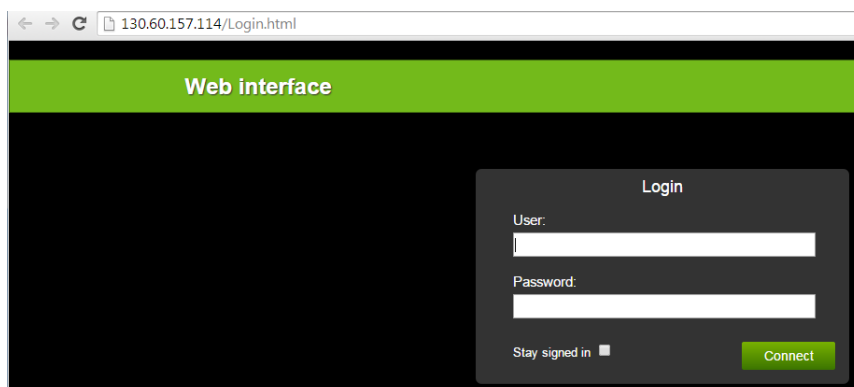 130.60.157.114/Login.html
Web interface
Login
User:
Password:
Stay signed in
Connect